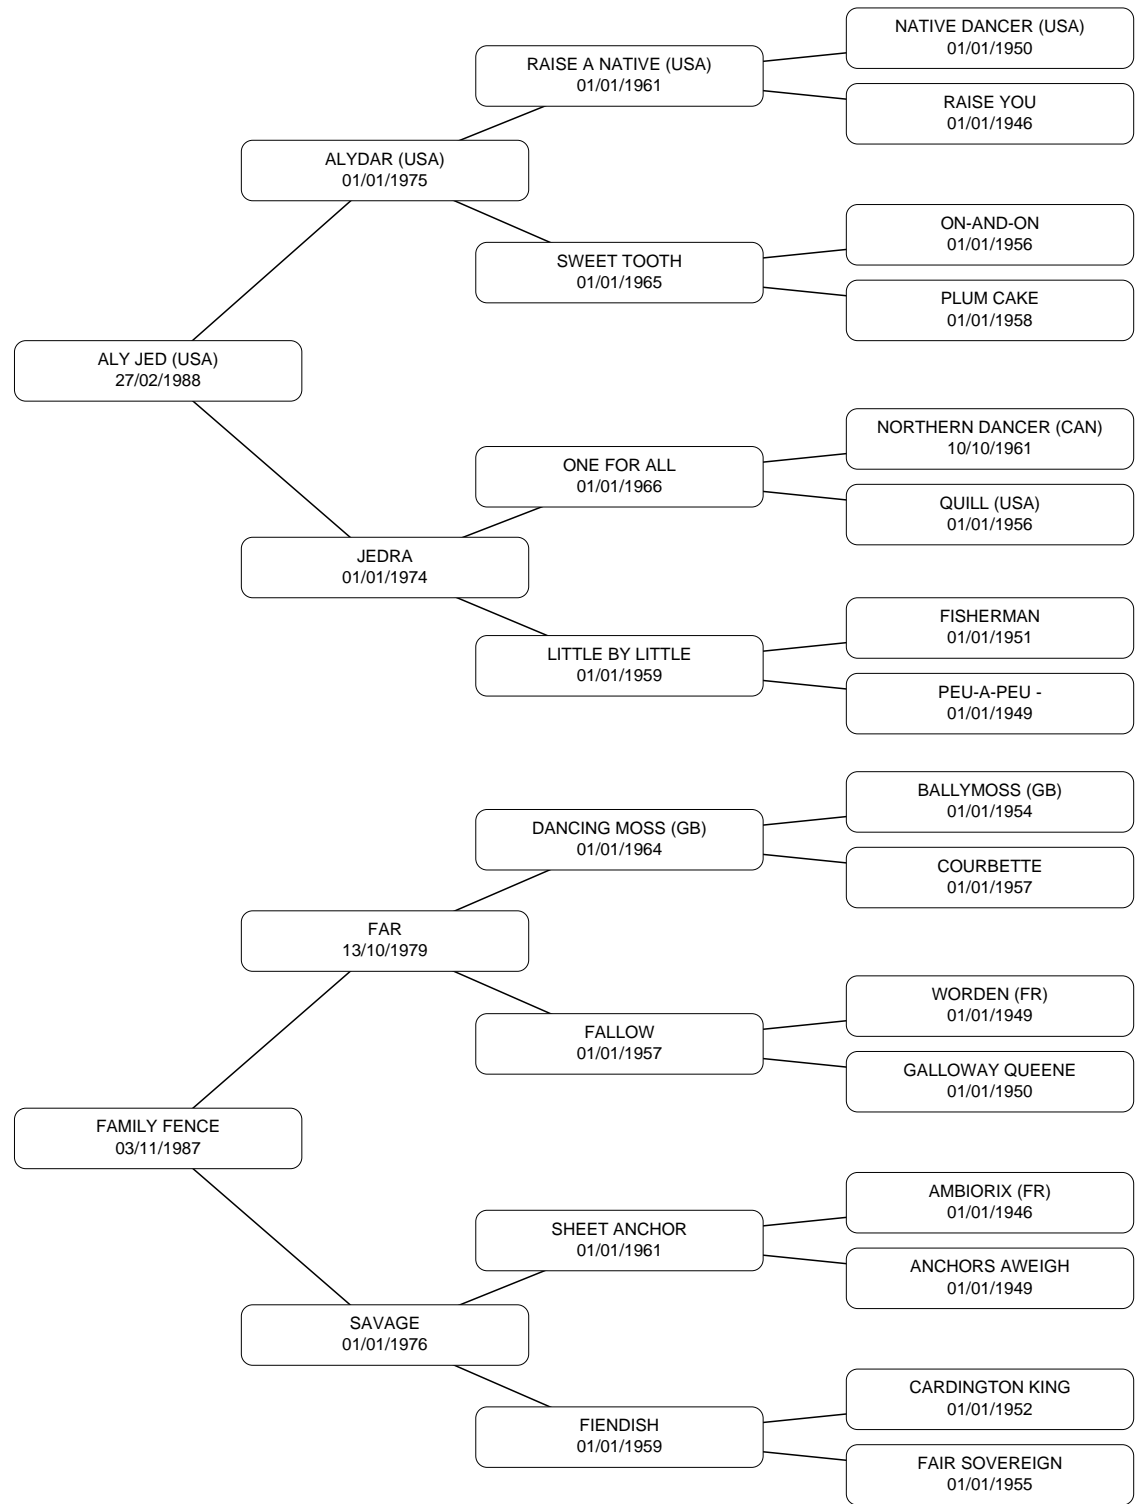 NATIVE DANCER (USA)
01/01/1950
RAISE A NATIVE (USA)
01/01/1961
RAISE YOU
01/01/1946
ALYDAR (USA)
01/01/1975
ON-AND-ON
01/01/1956
SWEET TOOTH
01/01/1965
PLUM CAKE
01/01/1958
ALY JED (USA)
27/02/1988
NORTHERN DANCER (CAN)
10/10/1961
ONE FOR ALL
01/01/1966
QUILL (USA)
01/01/1956
JEDRA
01/01/1974
FISHERMAN
01/01/1951
LITTLE BY LITTLE
01/01/1959
PEU-A-PEU -
01/01/1949
BALLYMOSS (GB)
01/01/1954
DANCING MOSS (GB)
01/01/1964
COURBETTE
01/01/1957
FAR
13/10/1979
WORDEN (FR)
01/01/1949
FALLOW
01/01/1957
GALLOWAY QUEENE
01/01/1950
FAMILY FENCE
03/11/1987
AMBIORIX (FR)
01/01/1946
SHEET ANCHOR
01/01/1961
ANCHORS AWEIGH
01/01/1949
SAVAGE
01/01/1976
CARDINGTON KING
01/01/1952
FIENDISH
01/01/1959
FAIR SOVEREIGN
01/01/1955